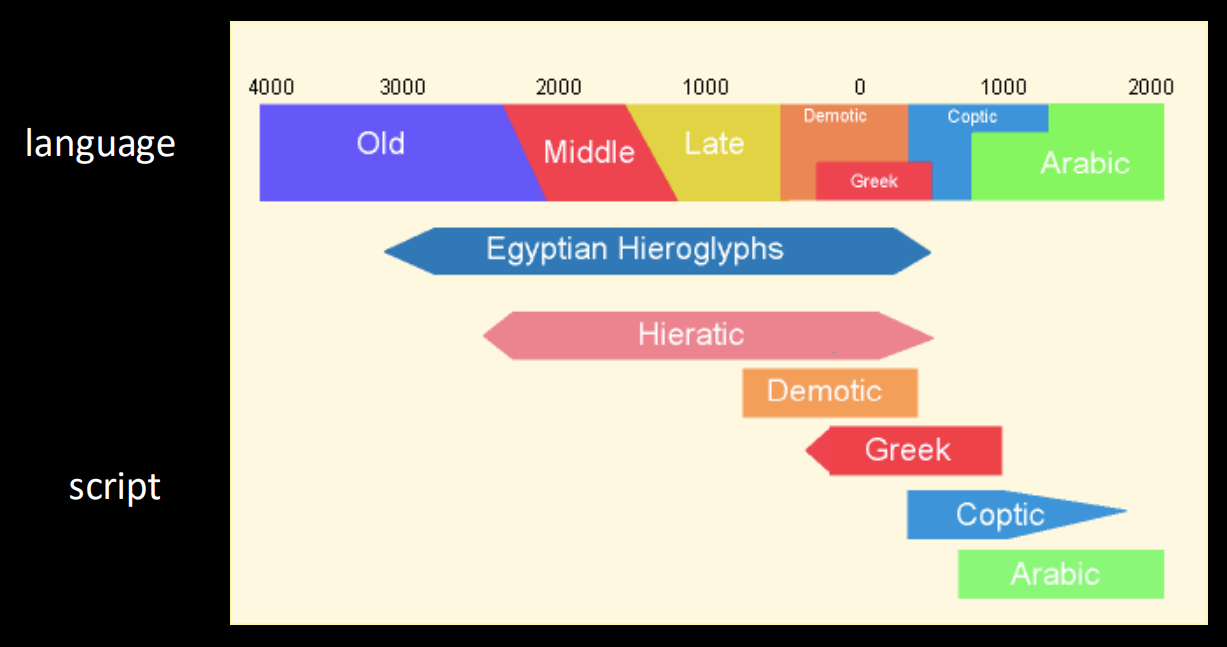 4000 3000 2000 1000 0 1000 2000
language
Old Middle Late Demotic Greek Coptic Arabic
Egyptian Hieroglyphs
Hieratic
Demotic
Greek
script
Coptic
Arabic